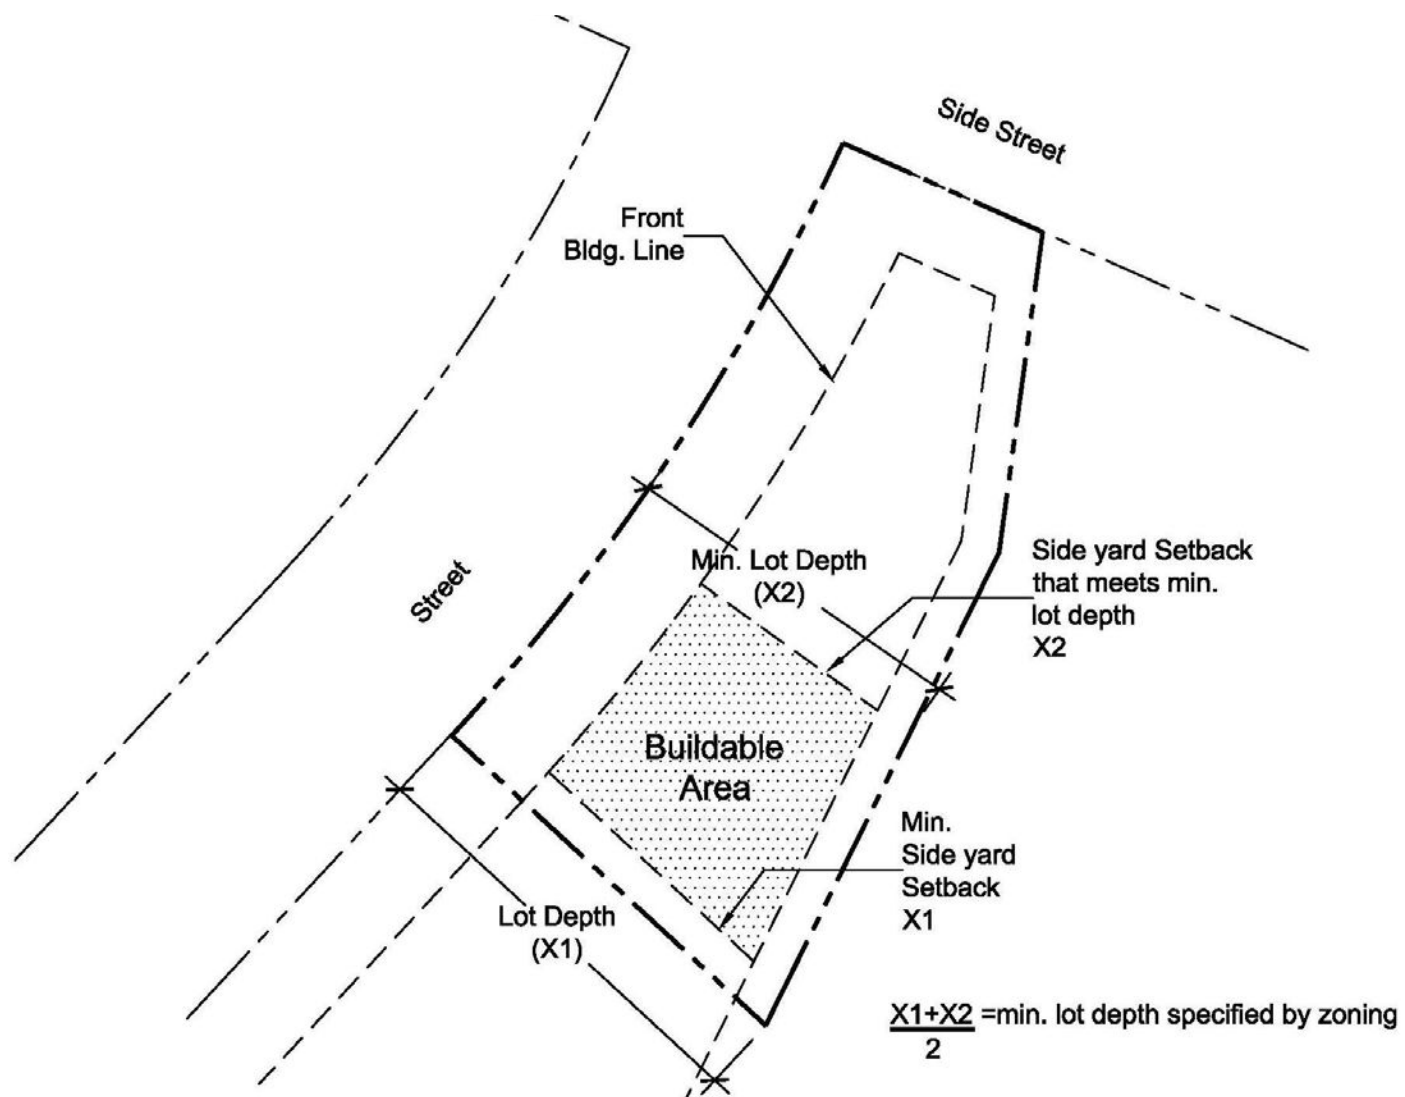 Side Street
Front
Bldg. Line
Min. Lot Depth
(X2)
Side yard Setback
that meets min.
lot depth
X2
Street
Buildable
Area
Min.
Side yard
Setback
X1
Lot Depth
(X1)
X1+X2 =min. lot depth specified by zoning
2